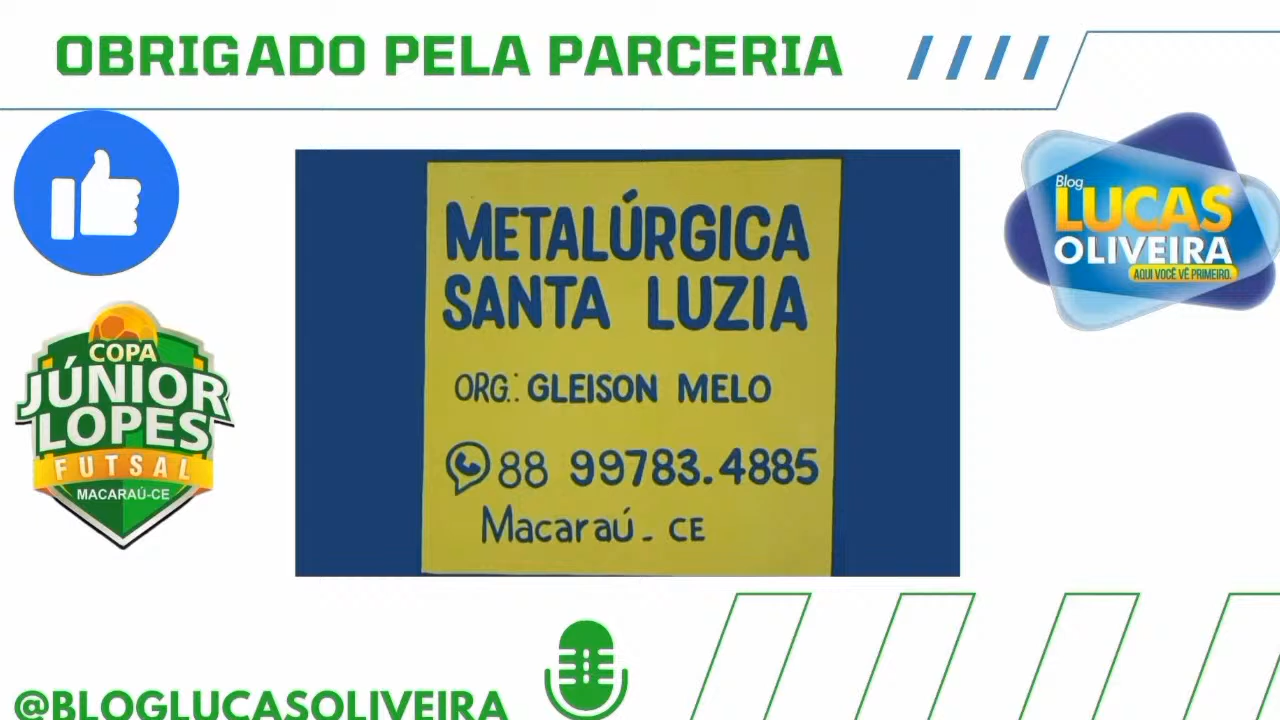 OBRIGADO PELA PARCERIA
Blog
LUCAS
OLIVEIRA
AQUI VOCÊ VÊ PRIMEIRO.
METALÚRGICA
SANTA LUZIA
ORG.: GLEISON MELO
88 99783.4885
Macaraú - CE
COPA
JÚNIOR
LOPES
FUTSAL
MACARAÚ-CE
@BLOGLUCASOLIVEIRA